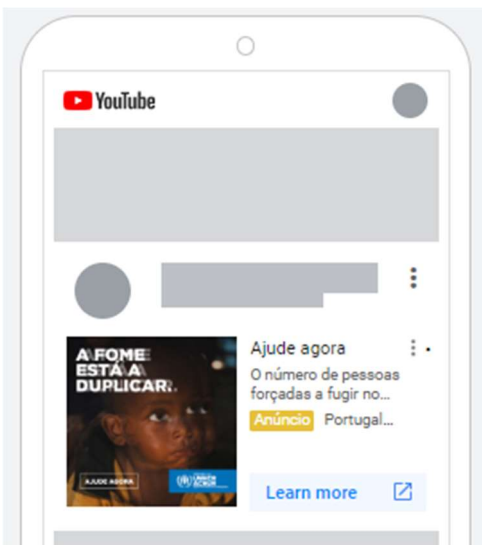 YouTube
A FOME
ESTÁ A
DUPLICAR.
AJUDE AGORA
Ajude agora
O número de pessoas
forçadas a fugir no...
Anúncio Portugal...
Learn more